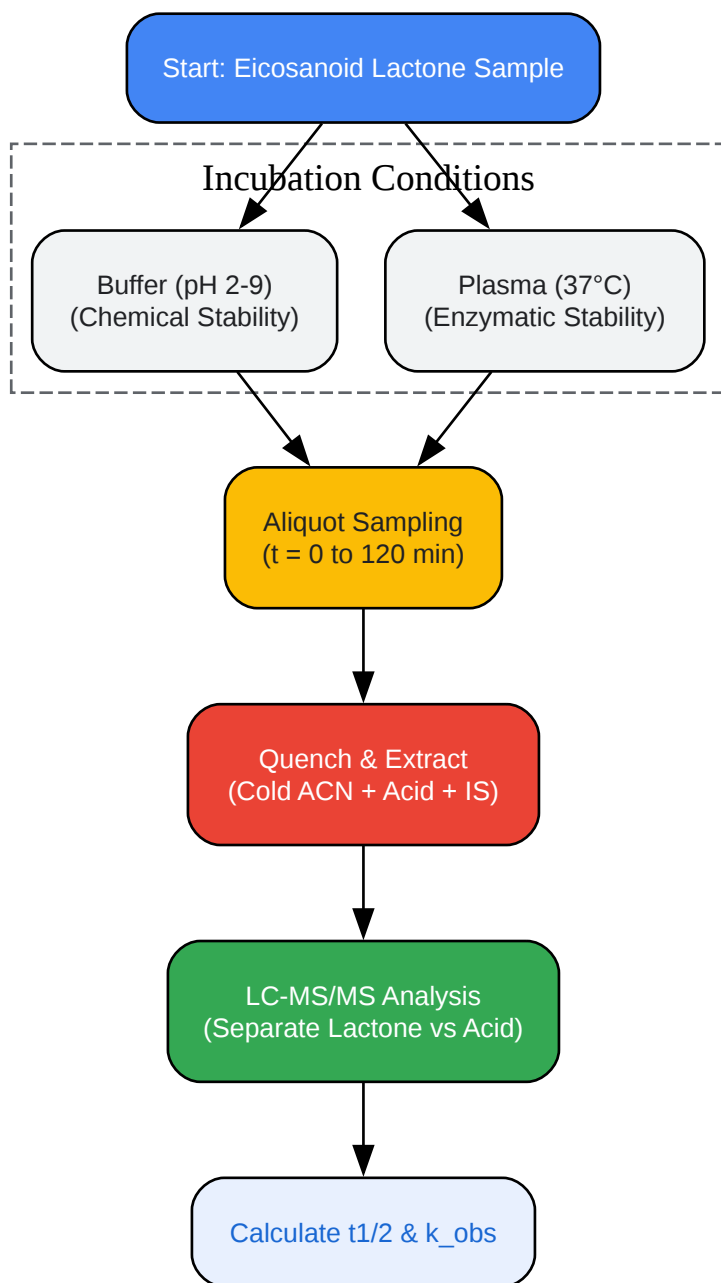 Start: Eicosanoid Lactone Sample
Incubation Conditions
Buffer (pH 2-9)
(Chemical Stability)
Plasma (37°C)
(Enzymatic Stability)
Aliquot Sampling
(t = 0 to 120 min)
Quench & Extract
(Cold ACN + Acid + IS)
LC-MS/MS Analysis
(Separate Lactone vs Acid)
Calculate t1/2 & k_obs